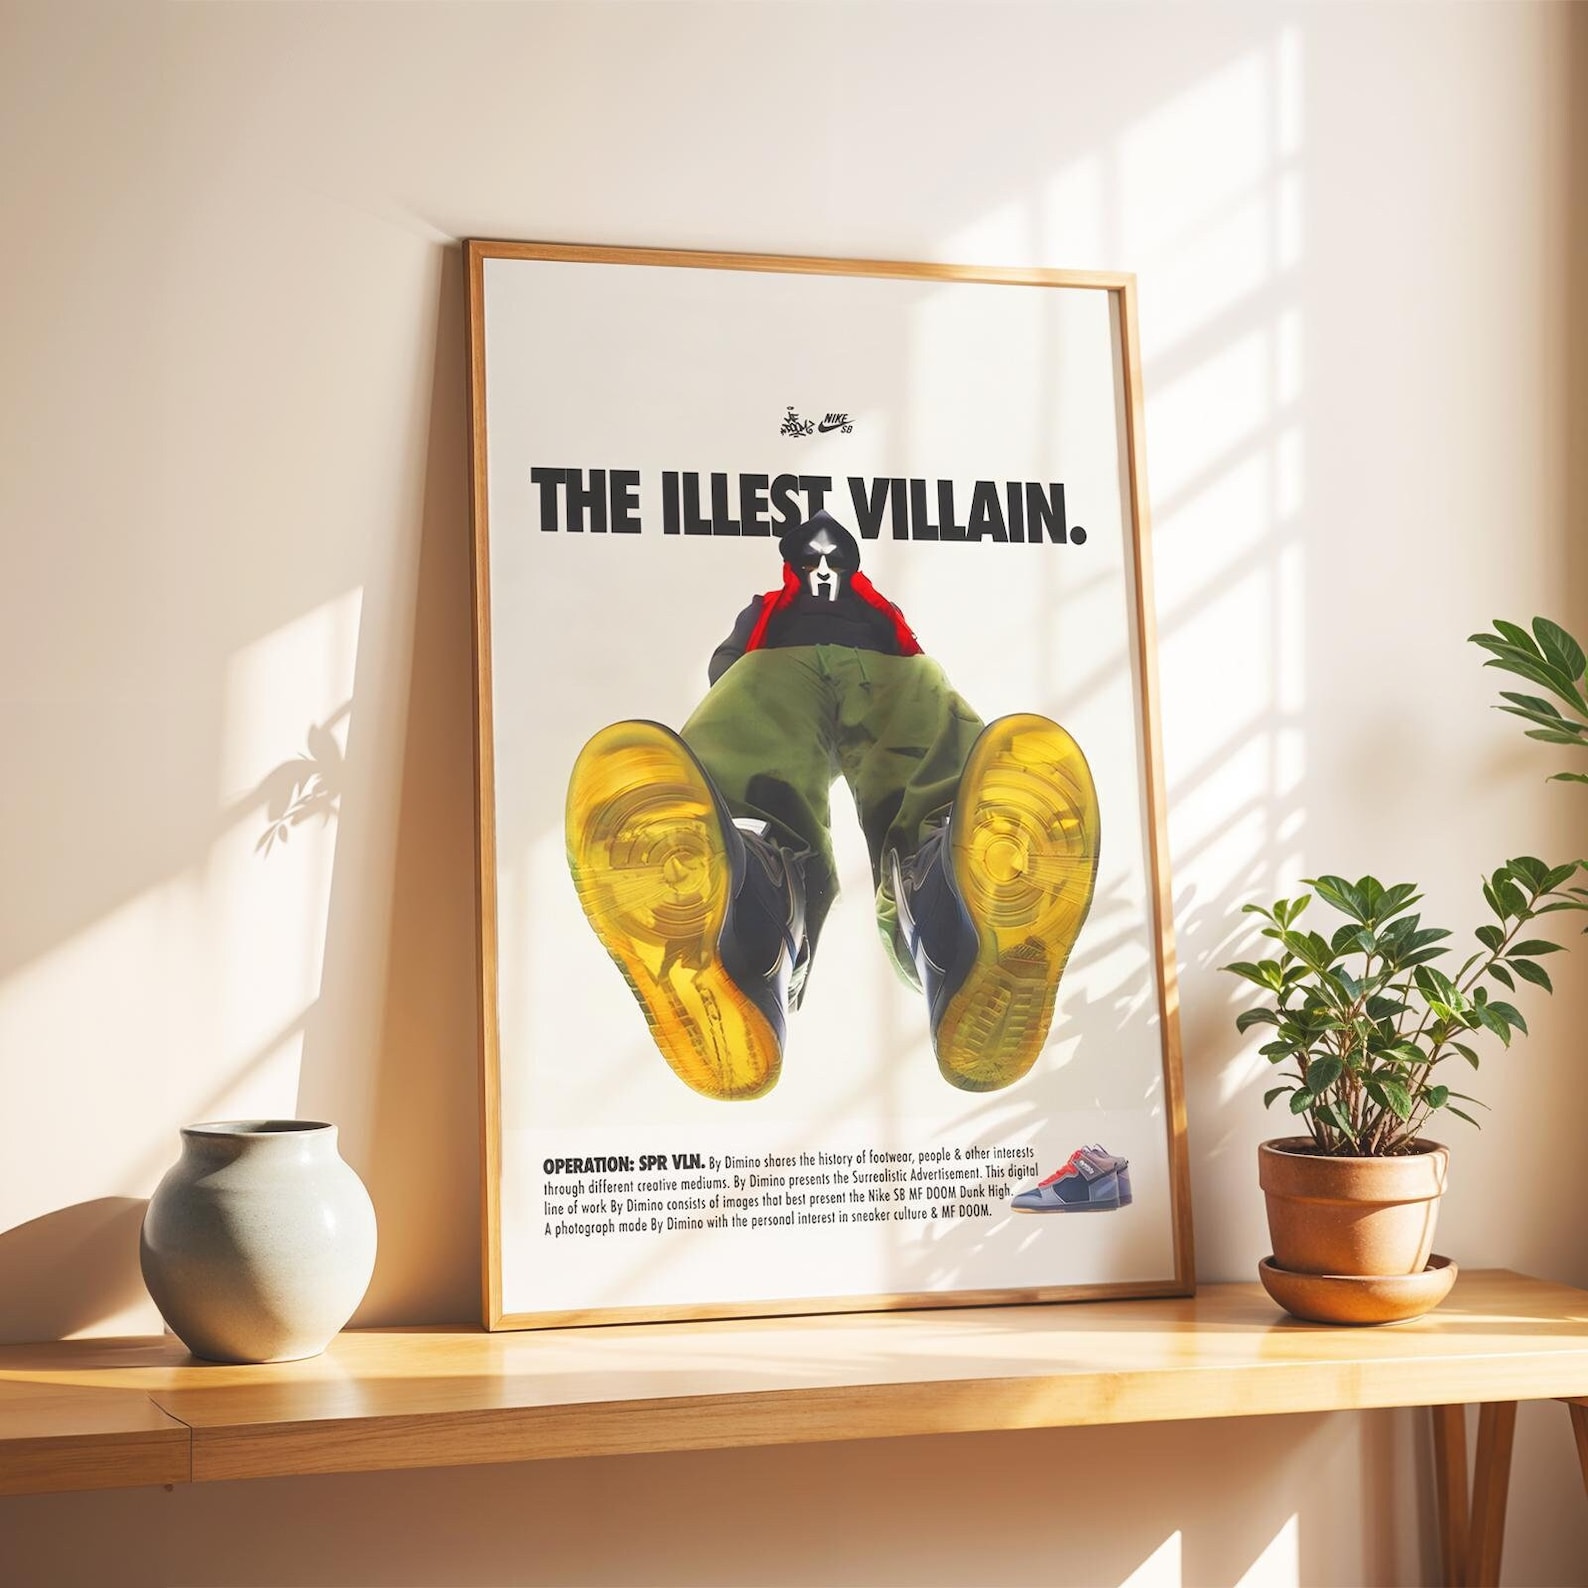 MF DOOM NIKE SB
THE ILLEST VILLAIN.
OPERATION: SPR VLN. By Dimino shares the history of footwear, people & other interests
through different creative mediums. By Dimino presents the Surrealistic Advertisement. This digital
line of work By Dimino consists of images that best present the Nike SB MF DOOM Dunk High.
A photograph made By Dimino with the personal interest in sneaker culture & MF DOOM.